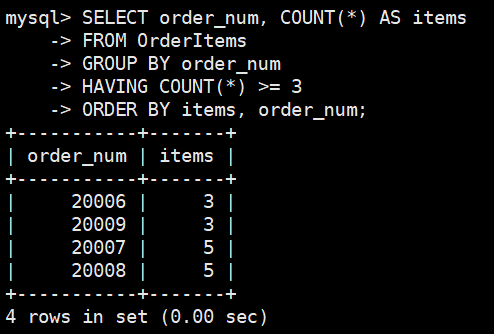 mysql> SELECT order_num, COUNT(*) AS items
    -> FROM OrderItems
    -> GROUP BY order_num
    -> HAVING COUNT(*) >= 3
    -> ORDER BY items, order_num;
+-----------+-------+
| order_num | items |
+-----------+-------+
|     20006 |     3 |
|     20009 |     3 |
|     20007 |     5 |
|     20008 |     5 |
+-----------+-------+
4 rows in set (0.00 sec)